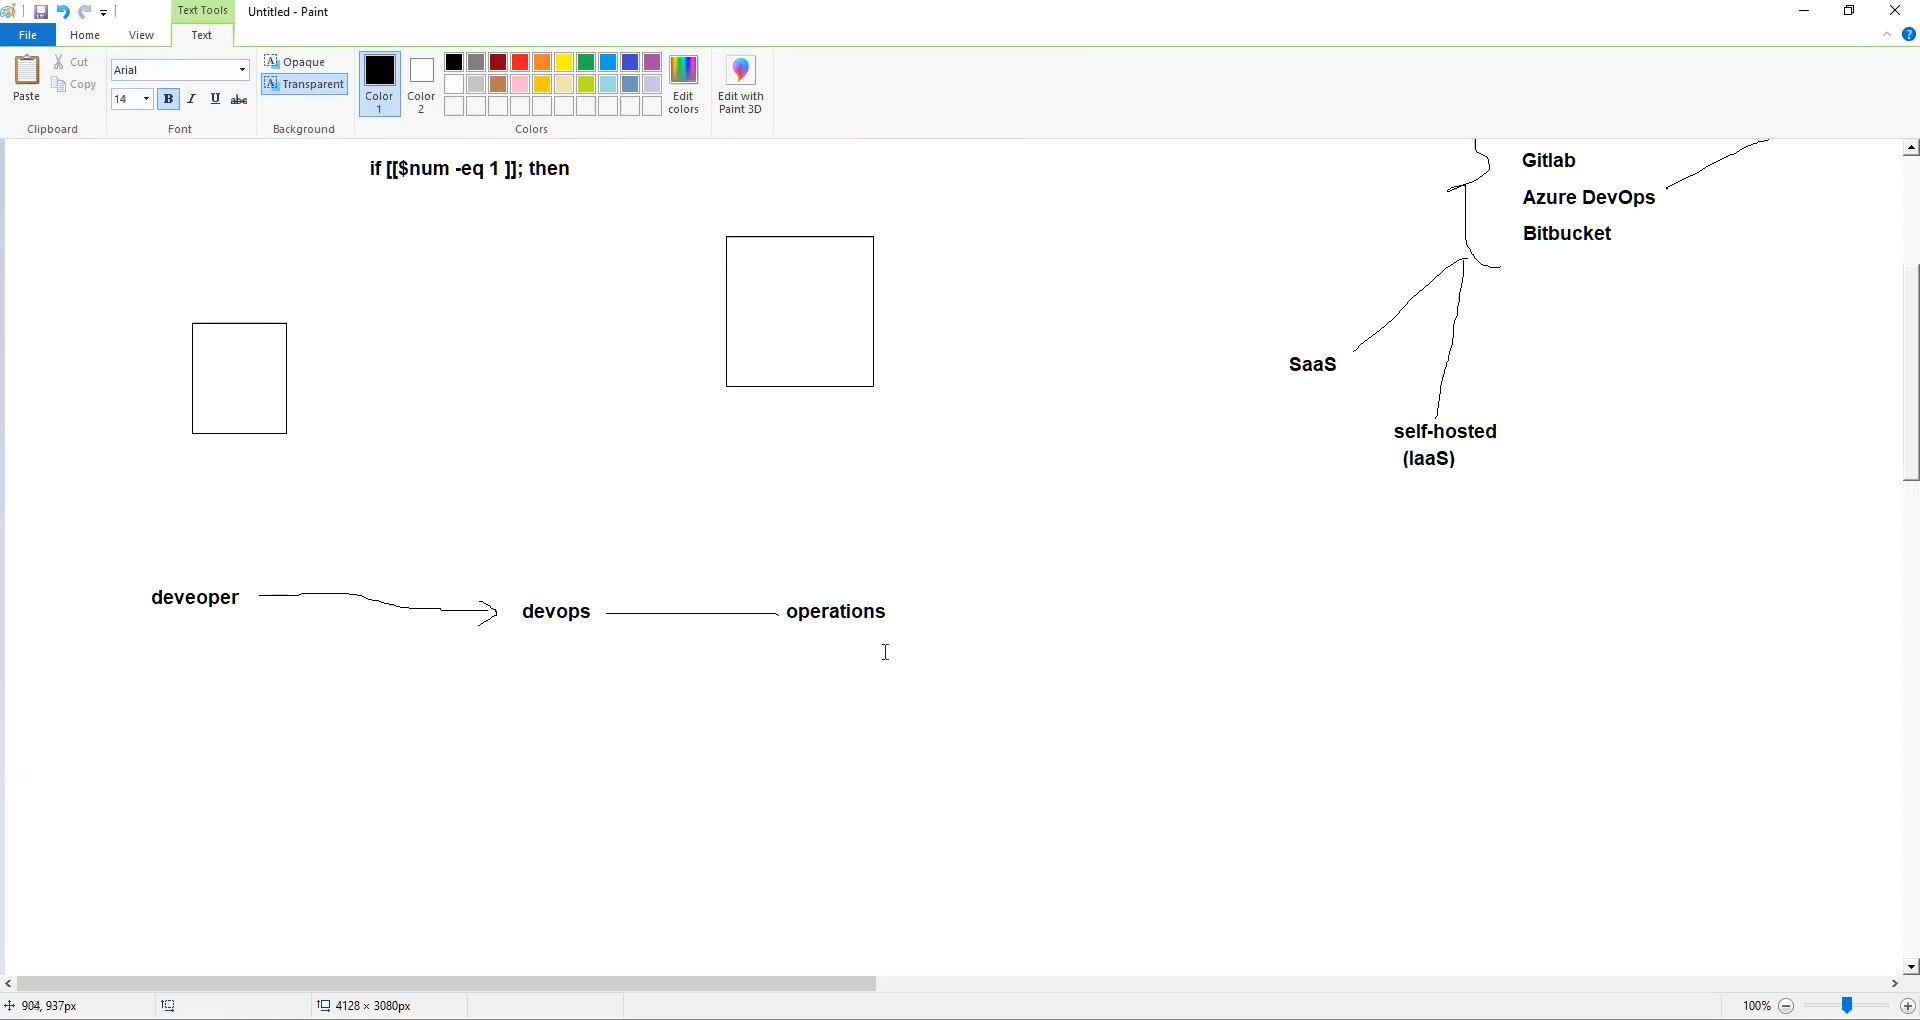 Text Tools
Untitled - Paint
File
Home
View
Text
Paste
Cut
Copy
Clipboard
Arial
14
B
I
U
abc
Font
Opaque
Transparent
Background
Color
1
Color
2
Edit
colors
Colors
Edit with
Paint 3D
if [[$num -eq 1 ]]; then
Gitlab
Azure DevOps
Bitbucket
SaaS
self-hosted
(IaaS)
deveoper
devops
operations
904, 937px
4128 × 3080px
100%